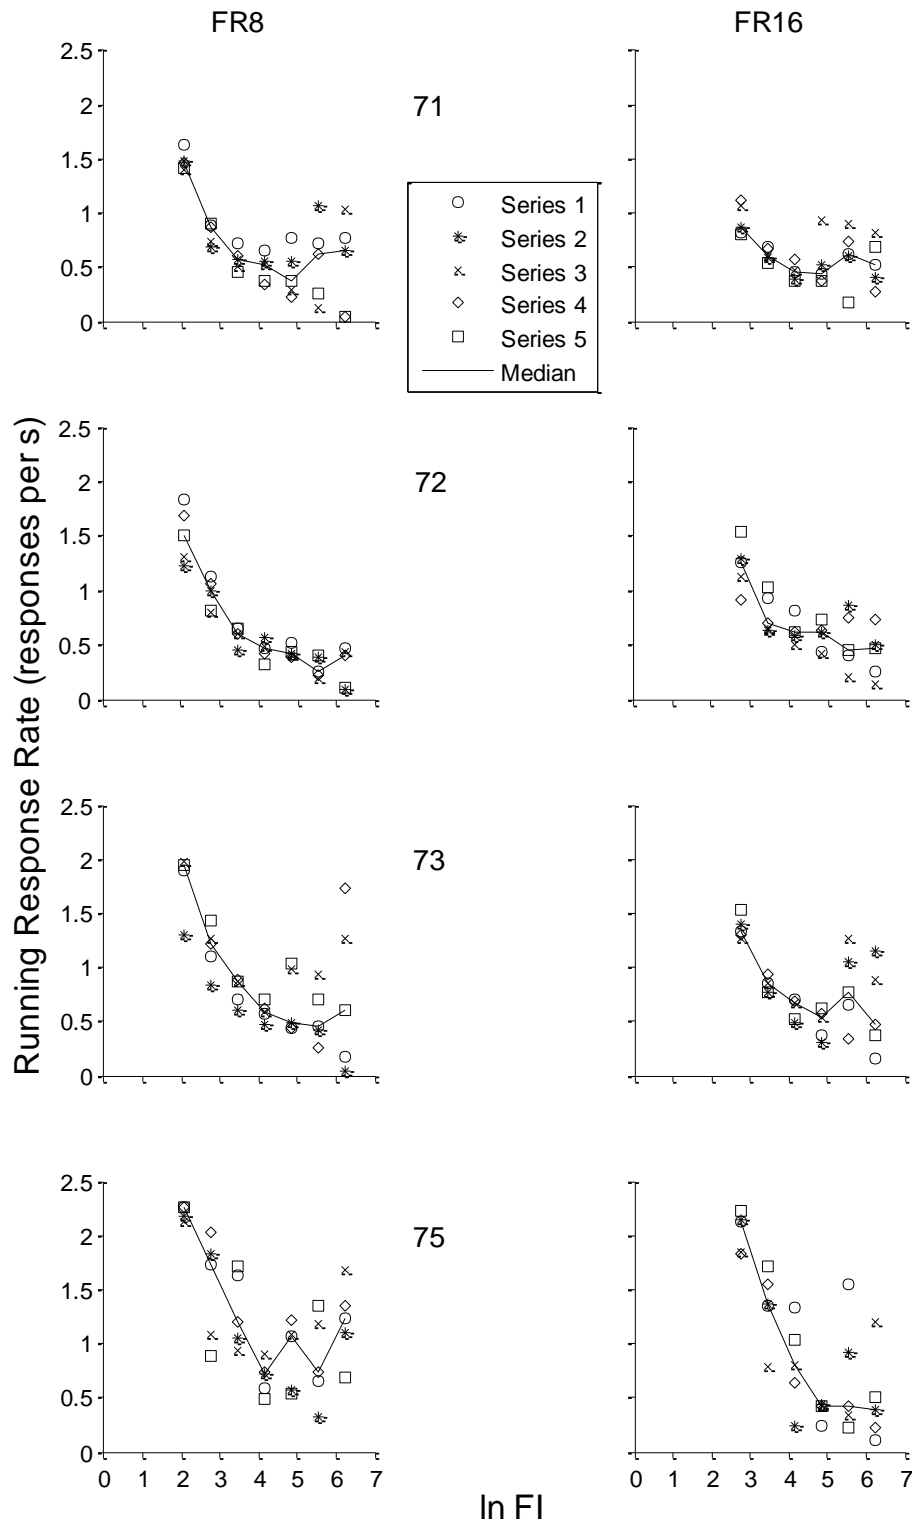 FR8 FR16
2.5
2
1.5
1
0.5
0
71
Series 1
Series 2
Series 3
Series 4
Series 5
Median
2.5
2
1.5
1
0.5
0
72
2.5
2
1.5
1
0.5
0
73
2.5
2
1.5
1
0.5
0
75
0 1 2 3 4 5 6 7 0 1 2 3 4 5 6 7
ln FI
Running Response Rate (responses per s)